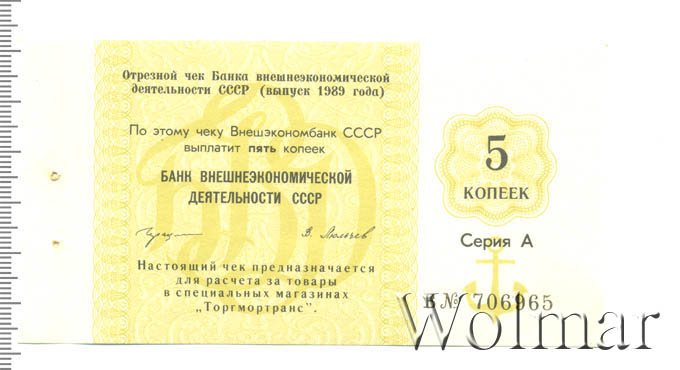 Отрезной чек Банка внешнеэкономической
деятельности СССР (выпуск 1989 года)
По этому чеку Внешэкономбанк СССР
выплатит пять копеек
БАНК ВНЕШНЕЭКОНОМИЧЕСКОЙ
ДЕЯТЕЛЬНОСТИ СССР
Настоящий чек предназначается
для расчета за товары
в специальных магазинах
„Торгмортранс".
5
КОПЕЕК
Серия А
№ 706965
Wolmar